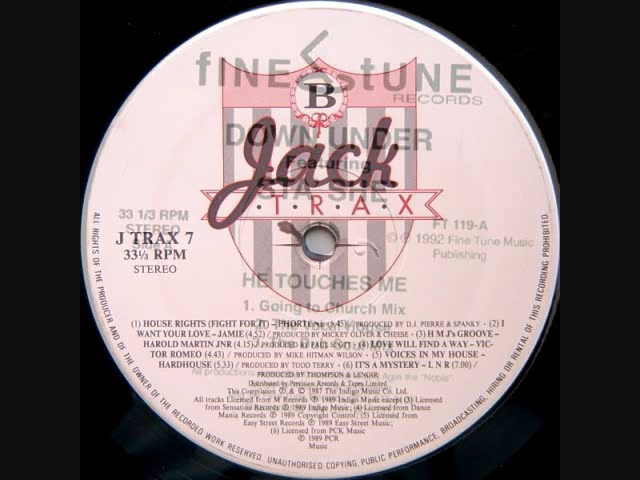 fINE tUNE
RECORDS
B
DOWN UNDER
Featuring
Jack
TRAX
33 1/3 RPM
STEREO
Side A
FT 119-A
℗ © 1992 Fine Tune Music
Publishing
J TRAX 7
33⅓ RPM
STEREO
HE TOUCHES ME
1. Going to Church Mix
(1) HOUSE RIGHTS (FIGHT FOR IT) – PHORTUNE (6.45) / PRODUCED BY D.J. PIERRE & SPANKY • (2) I
WANT YOUR LOVE – JAMIE (4.52) / PRODUCED BY MICKEY OLIVER & CHEESE • (3) H M J's GROOVE –
HAROLD MARTIN JNR (4.15) / PRODUCED BY PAUL SCOTT • (4) LOVE WILL FIND A WAY – VIC-
TOR ROMEO (4.43) / PRODUCED BY MIKE HITMAN WILSON • (5) VOICES IN MY HOUSE –
HARDHOUSE (5.33) / PRODUCED BY TODD TERRY • (6) IT'S A MYSTERY – L N R (7.00) /
PRODUCED BY THOMPSON & LENOIR
Distributed by Precision Records & Tapes Limited
This Compilation ℗ & © 1987 The Indigo Music Co.
All tracks Licensed from M Records ℗ 1989 Indigo Music except (3) Licensed
from Sensation Records ℗ 1989 Indigo Music; (4) Licensed from Dance
Mania Records ℗ 1989 Copyright Control; (5) Licensed from
Easy Street Records ℗ 1989 Easy Street Music;
(6) Licensed from PCK Music
℗ 1989 PCR
Music
ALL RIGHTS OF THE PRODUCER AND OF THE OWNER OF THE RECORDED WORK RESERVED. UNAUTHORISED COPYING, PUBLIC PERFORMANCE, BROADCASTING, HIRING OR RENTAL OF THIS RECORDING PROHIBITED.